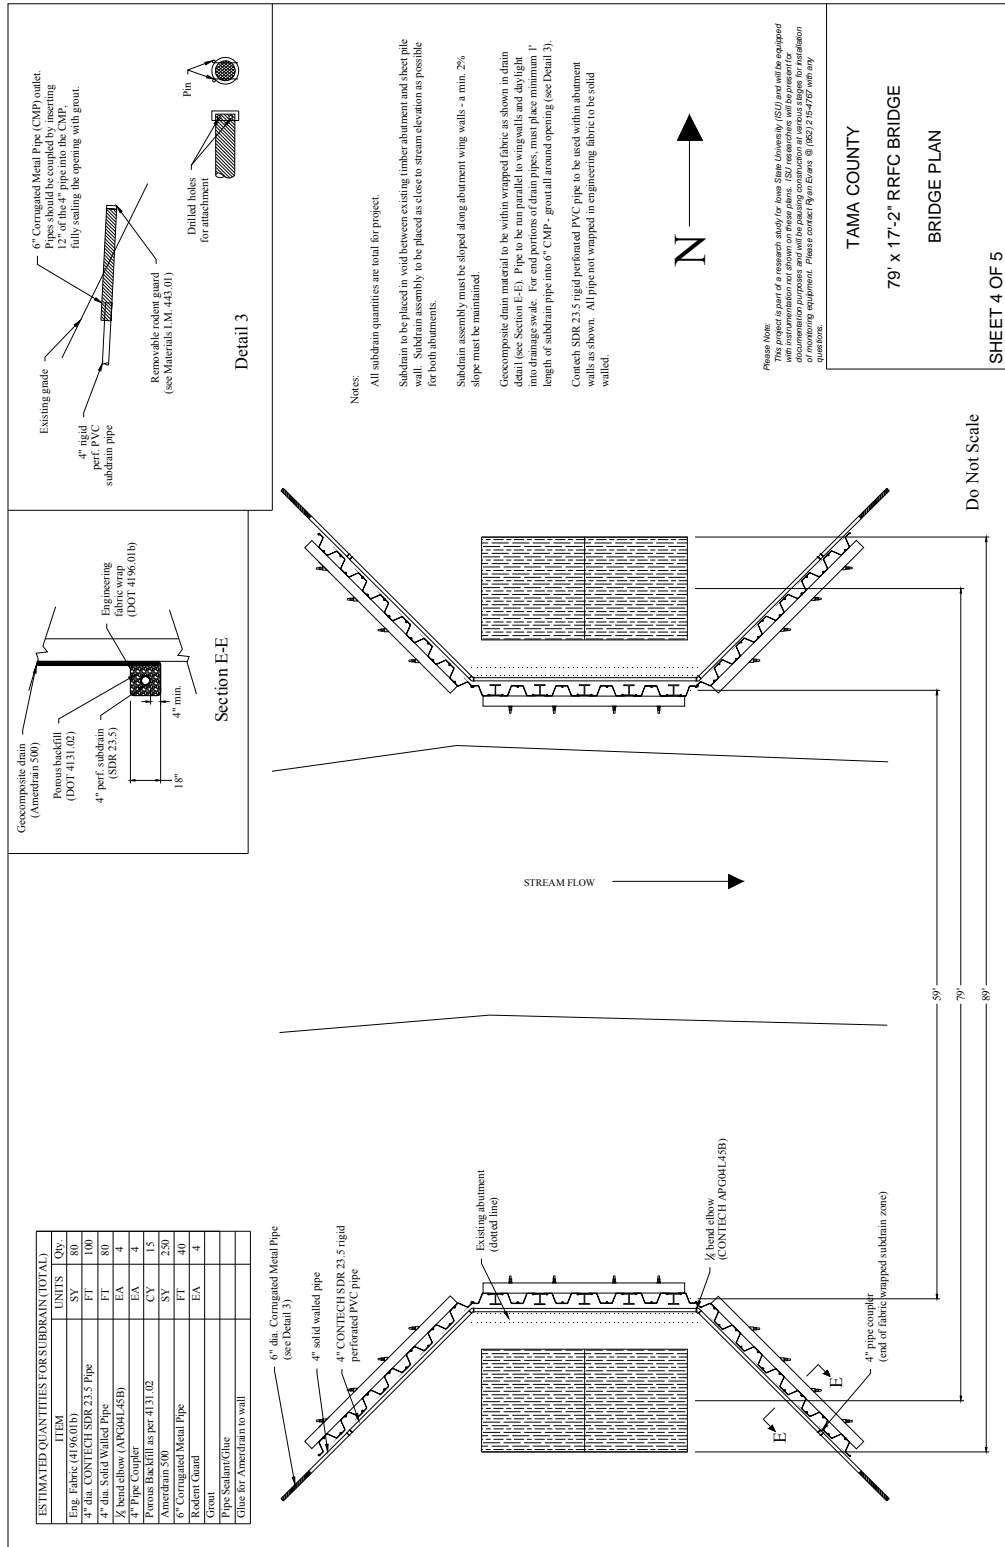 ESTIMATED QUANTITIES FOR SUBDRAIN (TOTAL)
ITEM UNITS Qty.
Eng. Fabric (4196.01b) SY 80
4" dia. CONTECH SDR 23.5 Pipe FT 100
4" dia. Solid Walled Pipe FT 80
⅛ bend elbow (APG04L45B) EA 4
4" Pipe Coupler EA 4
Porous Backfill as per 4131.02 CY 15
Amerdrain 500 SY 250
6" Corrugated Metal Pipe FT 40
Rodent Guard EA 4
Grout
Pipe Sealant/Glue
Glue for Amerdrain to wall
Geocomposite drain
(Amerdrain 500)
Porous backfill
(DOT 4131.02)
4" perf. subdrain
(SDR 23.5)
Engineering
fabric wrap
(DOT 4196.01b)
18"
4" min.
Section E-E
Existing grade
4" rigid
perf. PVC
subdrain pipe
6" Corrugated Metal Pipe (CMP) outlet.
Pipes should be coupled by inserting
12" of the 4" pipe into the CMP,
fully sealing the opening with grout.
Removable rodent guard
(see Materials I.M. 443.01)
Drilled holes
for attachment
Pin
Detail 3
6" dia. Corrugated Metal Pipe
(see Detail 3)
4" solid walled pipe
4" CONTECH SDR 23.5 rigid
perforated PVC pipe
Existing abutment
(dotted line)
⅛ bend elbow
(CONTECH APG04L45B)
4" pipe coupler
(end of fabric wrapped subdrain zone)
E
E
STREAM FLOW
59'
79'
89'
Notes:
All subdrain quantities are total for project.
Subdrain to be placed in void between existing timber abutment and sheet pile
wall. Subdrain assembly to be placed as close to stream elevation as possible
for both abutments.
Subdrain assembly must be sloped along abutment wing walls - a min. 2%
slope must be maintained.
Geocomposite drain material to be within wrapped fabric as shown in drain
detail (see Section E-E). Pipe to be run parallel to wingwalls and daylight
into drainage swale. For end portions of drain pipes, must place minimum 1'
length of subdrain pipe into 6" CMP - grout all around opening (see Detail 3).
Contech SDR 23.5 rigid perforated PVC pipe to be used within abutment
walls as shown. All pipe not wrapped in engineering fabric to be solid
walled.
N
Do Not Scale
Please Note:
This project is part of a research study for Iowa State University (ISU) and will be equipped
with instrumentation not shown on these plans. ISU researchers will be present for
documentation purposes and will be pausing construction at various stages for installation
of monitoring equipment. Please contact Ryan Evans @ (952) 215-4767 with any
questions.
TAMA COUNTY
79' x 17'-2" RRFC BRIDGE
BRIDGE PLAN
SHEET 4 OF 5